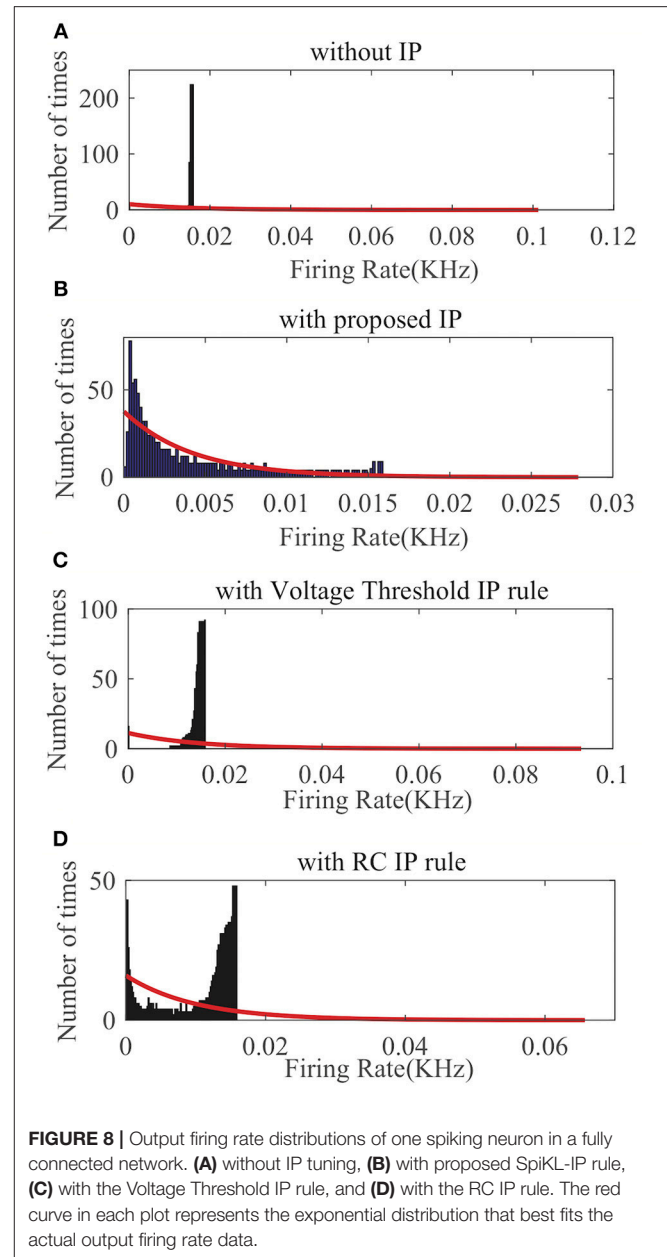 A
without IP
Number of times
200
100
0
0
0.02
0.04
0.06
0.08
0.1
0.12
Firing Rate(KHz)
B
with proposed IP
Number of times
50
0
0
0.005
0.01
0.015
0.02
0.025
0.03
Firing Rate(KHz)
C
with Voltage Threshold IP rule
Number of times
100
50
0
0
0.02
0.04
0.06
0.08
0.1
Firing Rate(KHz)
D
with RC IP rule
Number of times
50
0
0
0.02
0.04
0.06
Firing Rate(KHz)
FIGURE 8 | Output firing rate distributions of one spiking neuron in a fully
connected network. (A) without IP tuning, (B) with proposed SpiKL-IP rule,
(C) with the Voltage Threshold IP rule, and (D) with the RC IP rule. The red
curve in each plot represents the exponential distribution that best fits the
actual output firing rate data.